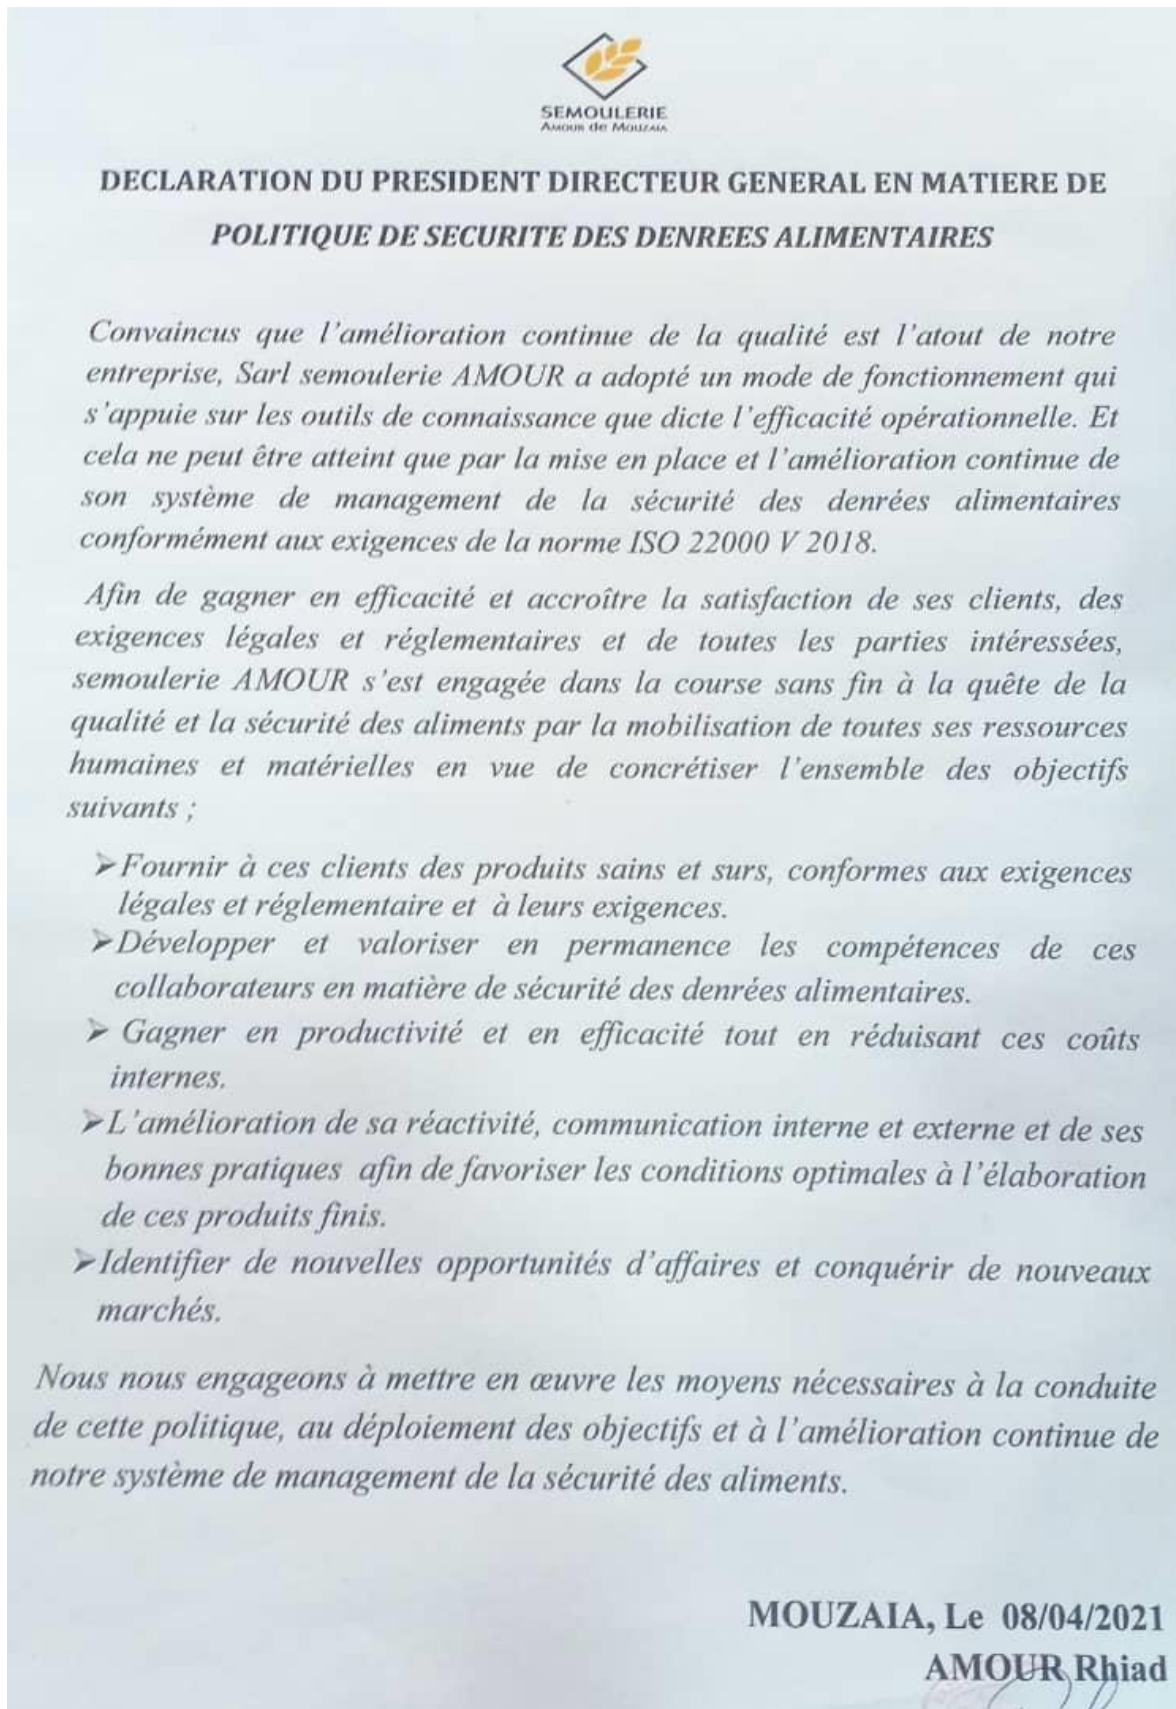 SEMOULERIE
AMOUR de MOUZAIA
DECLARATION DU PRESIDENT DIRECTEUR GENERAL EN MATIERE DE
POLITIQUE DE SECURITE DES DENREES ALIMENTAIRES
Convaincus que l'amélioration continue de la qualité est l'atout de notre
entreprise, Sarl semoulerie AMOUR a adopté un mode de fonctionnement qui
s'appuie sur les outils de connaissance que dicte l'efficacité opérationnelle. Et
cela ne peut être atteint que par la mise en place et l'amélioration continue de
son système de management de la sécurité des denrées alimentaires
conformément aux exigences de la norme ISO 22000 V 2018.
Afin de gagner en efficacité et accroître la satisfaction de ses clients, des
exigences légales et réglementaires et de toutes les parties intéressées,
semoulerie AMOUR s'est engagée dans la course sans fin à la quête de la
qualité et la sécurité des aliments par la mobilisation de toutes ses ressources
humaines et matérielles en vue de concrétiser l'ensemble des objectifs
suivants ;
➢Fournir à ces clients des produits sains et surs, conformes aux exigences
légales et réglementaire et à leurs exigences.
➢Développer et valoriser en permanence les compétences de ces
collaborateurs en matière de sécurité des denrées alimentaires.
➢ Gagner en productivité et en efficacité tout en réduisant ces coûts
internes.
➢L'amélioration de sa réactivité, communication interne et externe et de ses
bonnes pratiques afin de favoriser les conditions optimales à l'élaboration
de ces produits finis.
➢Identifier de nouvelles opportunités d'affaires et conquérir de nouveaux
marchés.
Nous nous engageons à mettre en œuvre les moyens nécessaires à la conduite
de cette politique, au déploiement des objectifs et à l'amélioration continue de
notre système de management de la sécurité des aliments.
MOUZAIA, Le 08/04/2021
AMOUR Rhiad